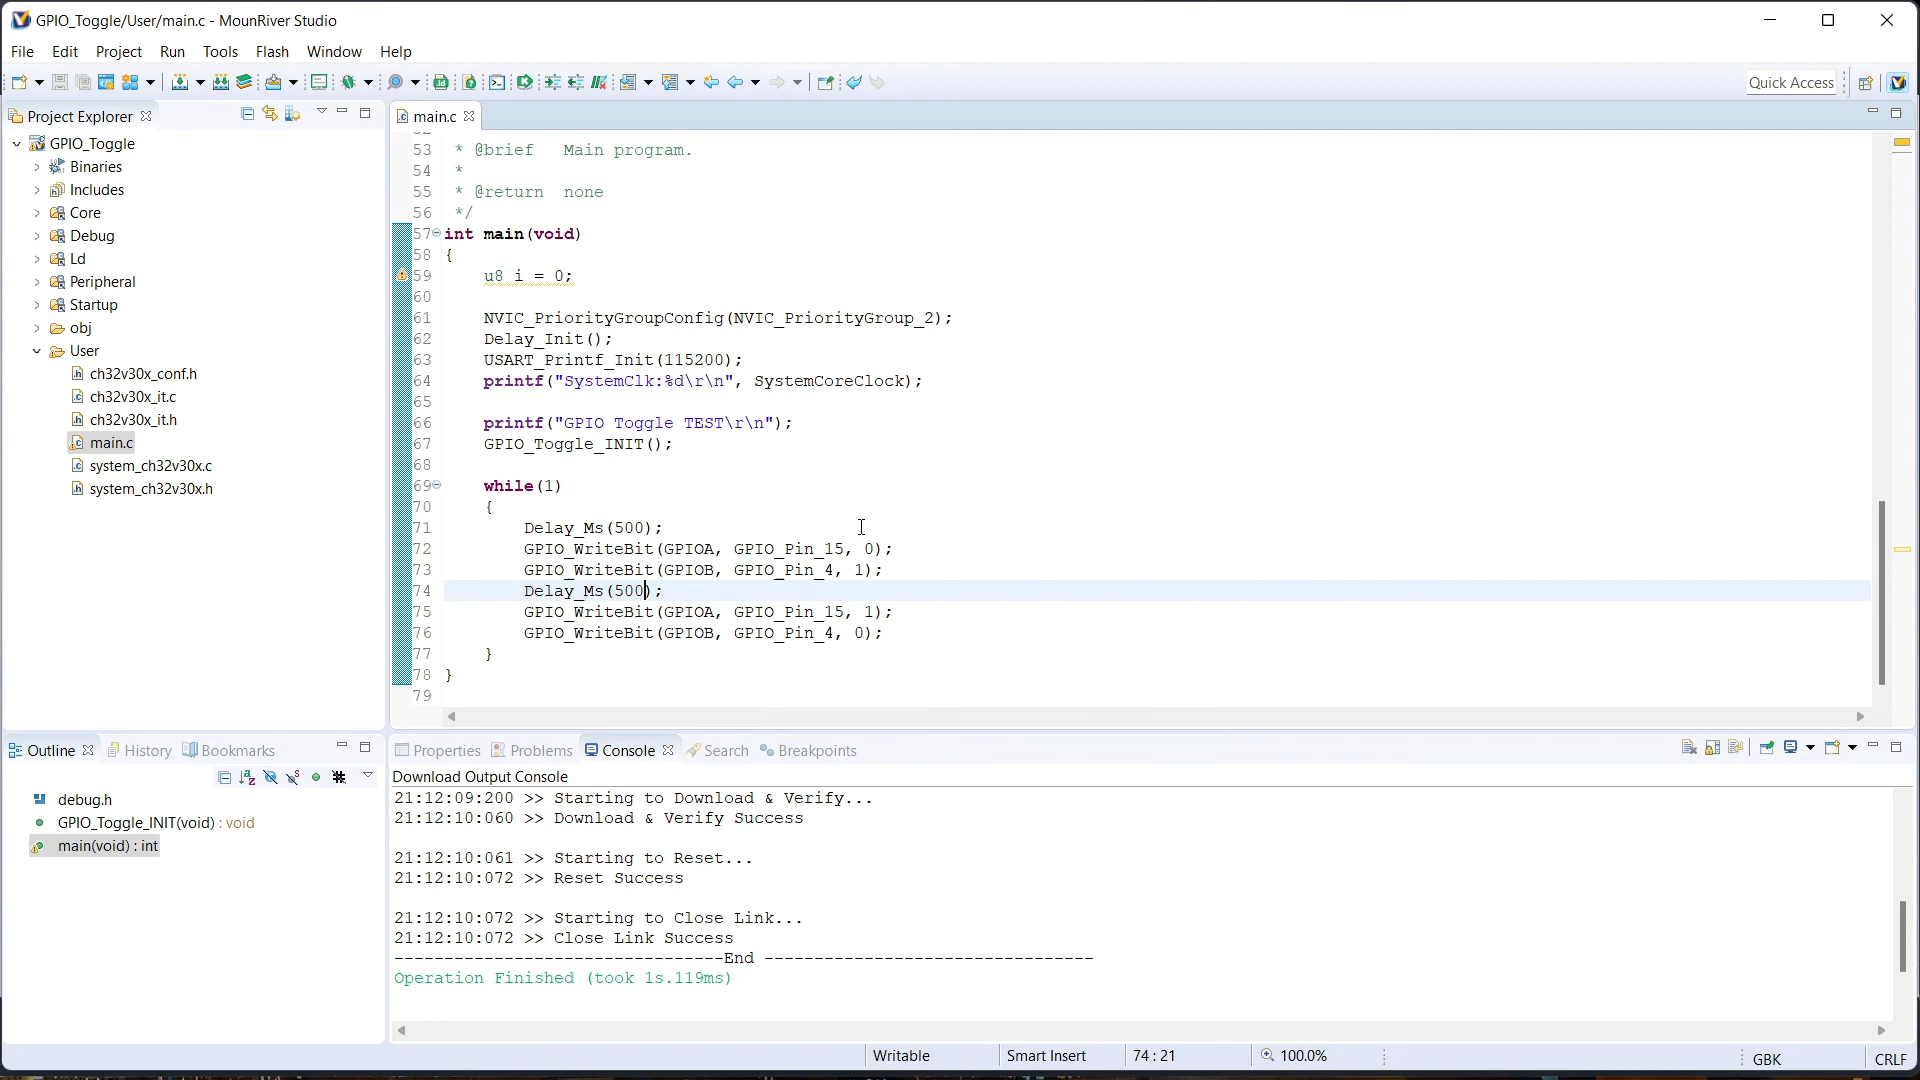 GPIO_Toggle/User/main.c - MounRiver Studio
File Edit Project Run Tools Flash Window Help
Quick Access
Project Explorer
GPIO_Toggle
Binaries
Includes
Core
Debug
Ld
Peripheral
Startup
obj
User
ch32v30x_conf.h
ch32v30x_it.c
ch32v30x_it.h
main.c
system_ch32v30x.c
system_ch32v30x.h
main.c
53 * @brief Main program.
54 *
55 * @return none
56 */
57 int main(void)
58 {
59 u8 i = 0;
60
61 NVIC_PriorityGroupConfig(NVIC_PriorityGroup_2);
62 Delay_Init();
63 USART_Printf_Init(115200);
64 printf("SystemClk:%d\r\n", SystemCoreClock);
65
66 printf("GPIO Toggle TEST\r\n");
67 GPIO_Toggle_INIT();
68
69 while(1)
70 {
71 Delay_Ms(500);
72 GPIO_WriteBit(GPIOA, GPIO_Pin_15, 0);
73 GPIO_WriteBit(GPIOB, GPIO_Pin_4, 1);
74 Delay_Ms(500);
75 GPIO_WriteBit(GPIOA, GPIO_Pin_15, 1);
76 GPIO_WriteBit(GPIOB, GPIO_Pin_4, 0);
77 }
78 }
79
Outline History Bookmarks
debug.h
GPIO_Toggle_INIT(void) : void
main(void) : int
Properties Problems Console Search Breakpoints
Download Output Console
21:12:09:200 >> Starting to Download & Verify...
21:12:10:060 >> Download & Verify Success
21:12:10:061 >> Starting to Reset...
21:12:10:072 >> Reset Success
21:12:10:072 >> Starting to Close Link...
21:12:10:072 >> Close Link Success
---------------------------------End ---------------------------------
Operation Finished (took 1s.119ms)
Writable Smart Insert 74 : 21 100.0% GBK CRLF